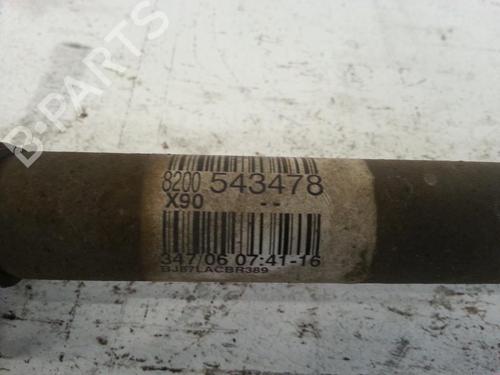 B-PARTS
8200 543478
X90 --
347/06 07:41-16
BJ87LACBR389